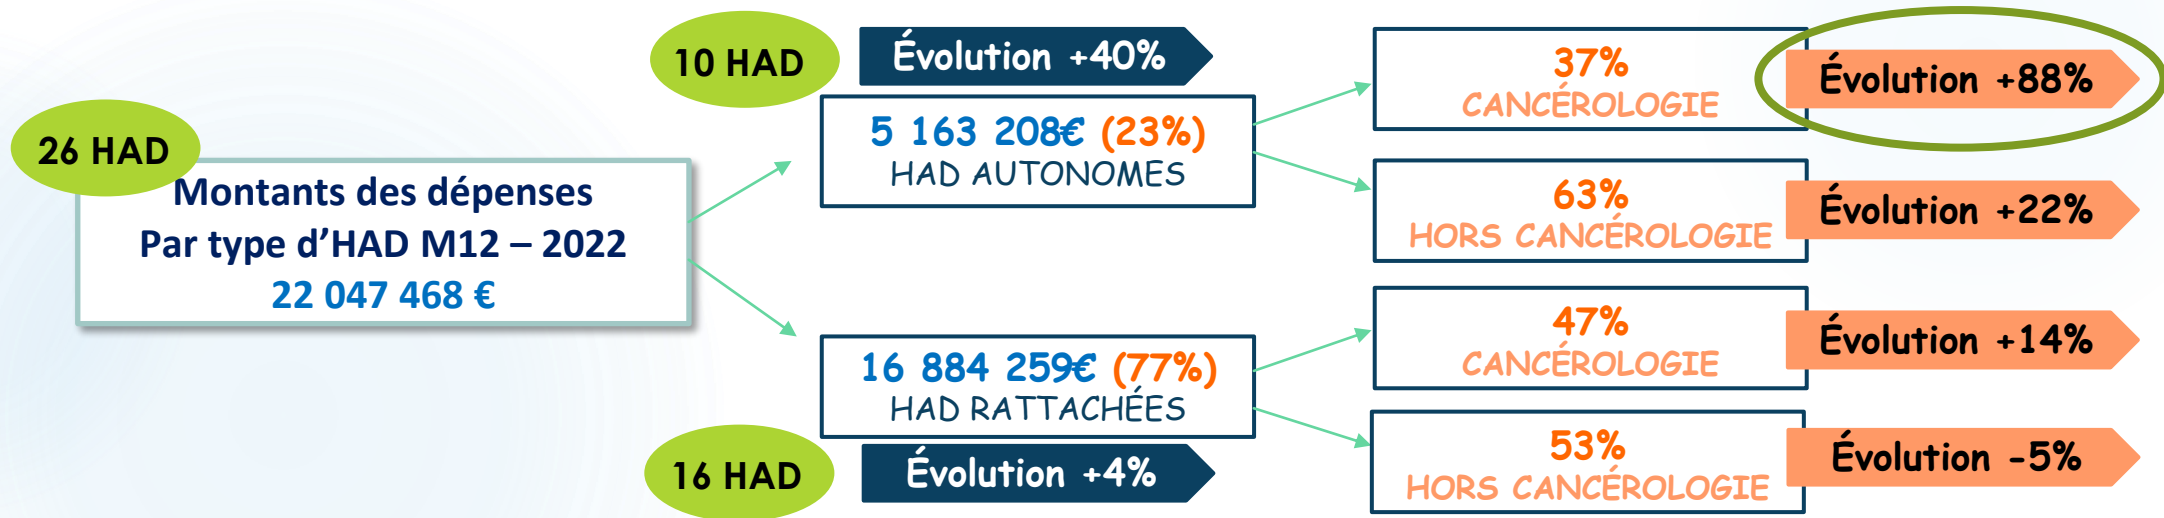 26 HAD
Montants des dépenses
Par type d’HAD M12 – 2022
22 047 468 €
10 HAD
Évolution +40%
5 163 208€ (23%)
HAD AUTONOMES
37%
CANCÉROLOGIE
Évolution +88%
63%
HORS CANCÉROLOGIE
Évolution +22%
16 884 259€ (77%)
HAD RATTACHÉES
16 HAD
Évolution +4%
47%
CANCÉROLOGIE
Évolution +14%
53%
HORS CANCÉROLOGIE
Évolution -5%